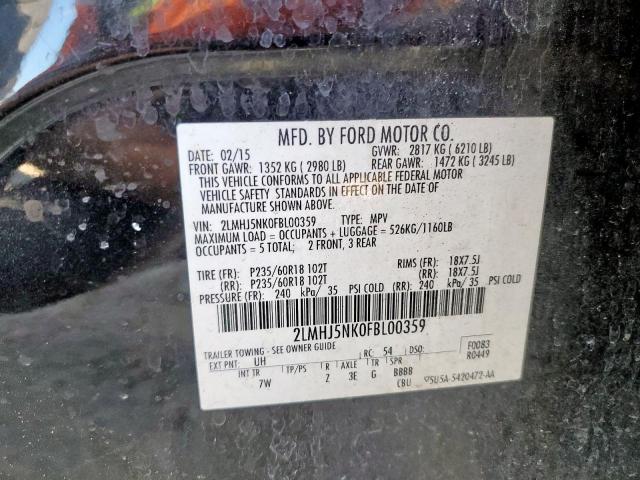 MFD. BY FORD MOTOR CO.
DATE: 02/15 GVWR: 2817 KG ( 6210 LB)
FRONT GAWR: 1352 KG ( 2980 LB) REAR GAWR: 1472 KG ( 3245 LB)
THIS VEHICLE CONFORMS TO ALL APPLICABLE FEDERAL MOTOR
VEHICLE SAFETY STANDARDS IN EFFECT ON THE DATE OF
MANUFACTURE SHOWN ABOVE.
VIN: 2LMHJ5NK0FBL00359 TYPE: MPV
MAXIMUM LOAD = OCCUPANTS + LUGGAGE = 526KG/1160LB
OCCUPANTS = 5 TOTAL; 2 FRONT, 3 REAR
TIRE (FR): P235/60R18 102T RIMS (FR): 18X7.5J
(RR): P235/60R18 102T (RR): 18X7.5J
PRESSURE (FR): 240 kPa/ 35 PSI COLD (RR): 240 kPa/ 35 PSI COLD
2LMHJ5NK0FBL00359
TRAILER TOWING - SEE OWNER GUIDE
F0083
EXT PNT: UH RC: 54 DSO: R0449
INT TR TP/PS R AXLE TR SPR
7W Z 3E G BBBB
CBU 5U5A-5420472-AA